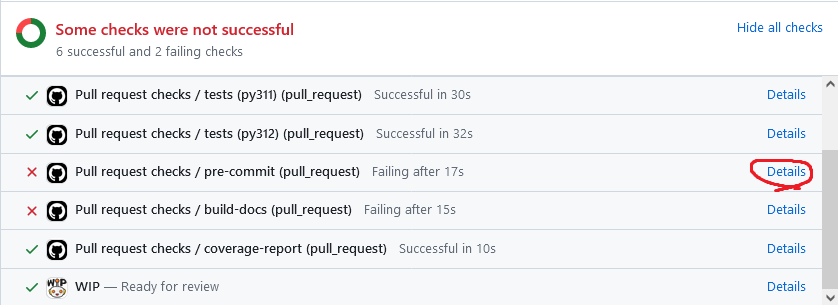 Some checks were not successful
6 successful and 2 failing checks
Hide all checks
Pull request checks / tests (py311) (pull_request) Successful in 30s Details
Pull request checks / tests (py312) (pull_request) Successful in 32s Details
Pull request checks / pre-commit (pull_request) Failing after 17s Details
Pull request checks / build-docs (pull_request) Failing after 15s Details
Pull request checks / coverage-report (pull_request) Successful in 10s Details
WIP WIP — Ready for review Details